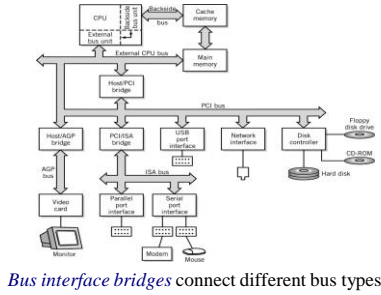 CPU
Backside
bus unit
External
bus unit
Backside
bus
Cache
memory
External CPU bus
Main
memory
Host/PCI
bridge
PCI bus
Floppy
disk drive
Host/AGP
bridge
PCI/ISA
bridge
USB
port
interface
Network
interface
Disk
controller
CD-ROM
Hard disk
AGP
bus
ISA bus
Video
card
Parallel
port
interface
Serial
port
interface
Monitor
Modem
Mouse
Bus interface bridges connect different bus types